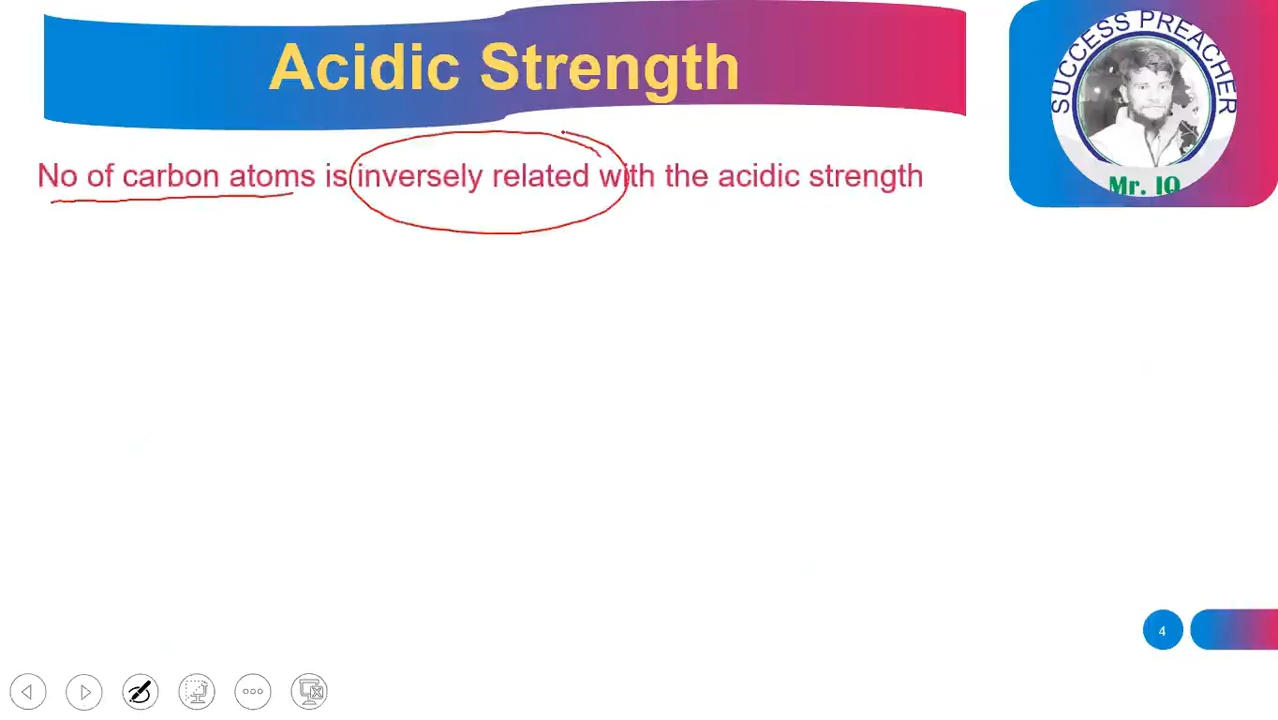 Acidic Strength
SUCCESS PREACHER
Mr. IQ
No of carbon atoms is inversely related with the acidic strength
4